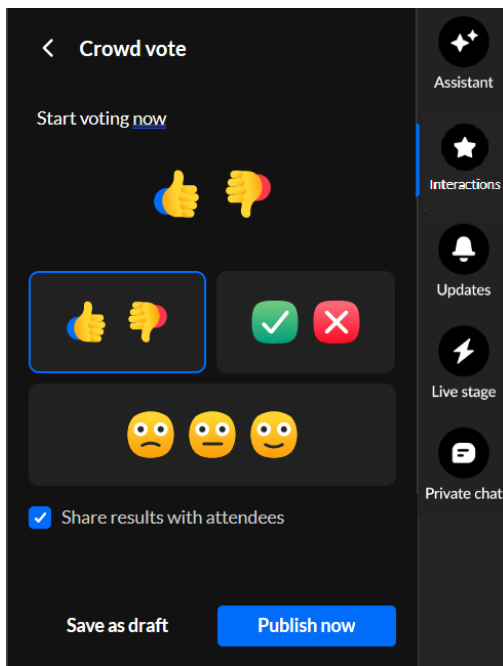 Crowd vote
Start voting now
Share results with attendees
Save as draft
Publish now
Assistant
Interactions
Updates
Live stage
Private chat